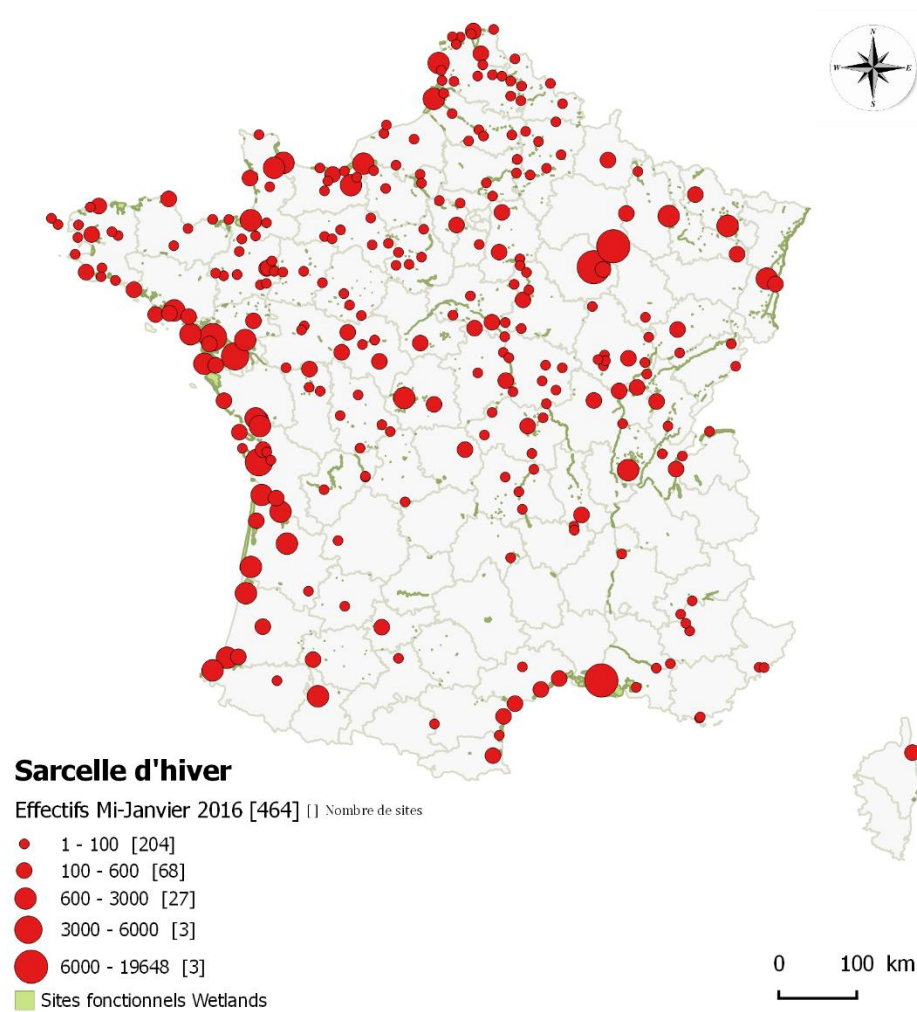 N
W E
S
Sarcelle d'hiver
Effectifs Mi-Janvier 2016 [464] [] Nombre de sites
1 - 100 [204]
100 - 600 [68]
600 - 3000 [27]
3000 - 6000 [3]
6000 - 19648 [3]
Sites fonctionnels Wetlands
0 100 km